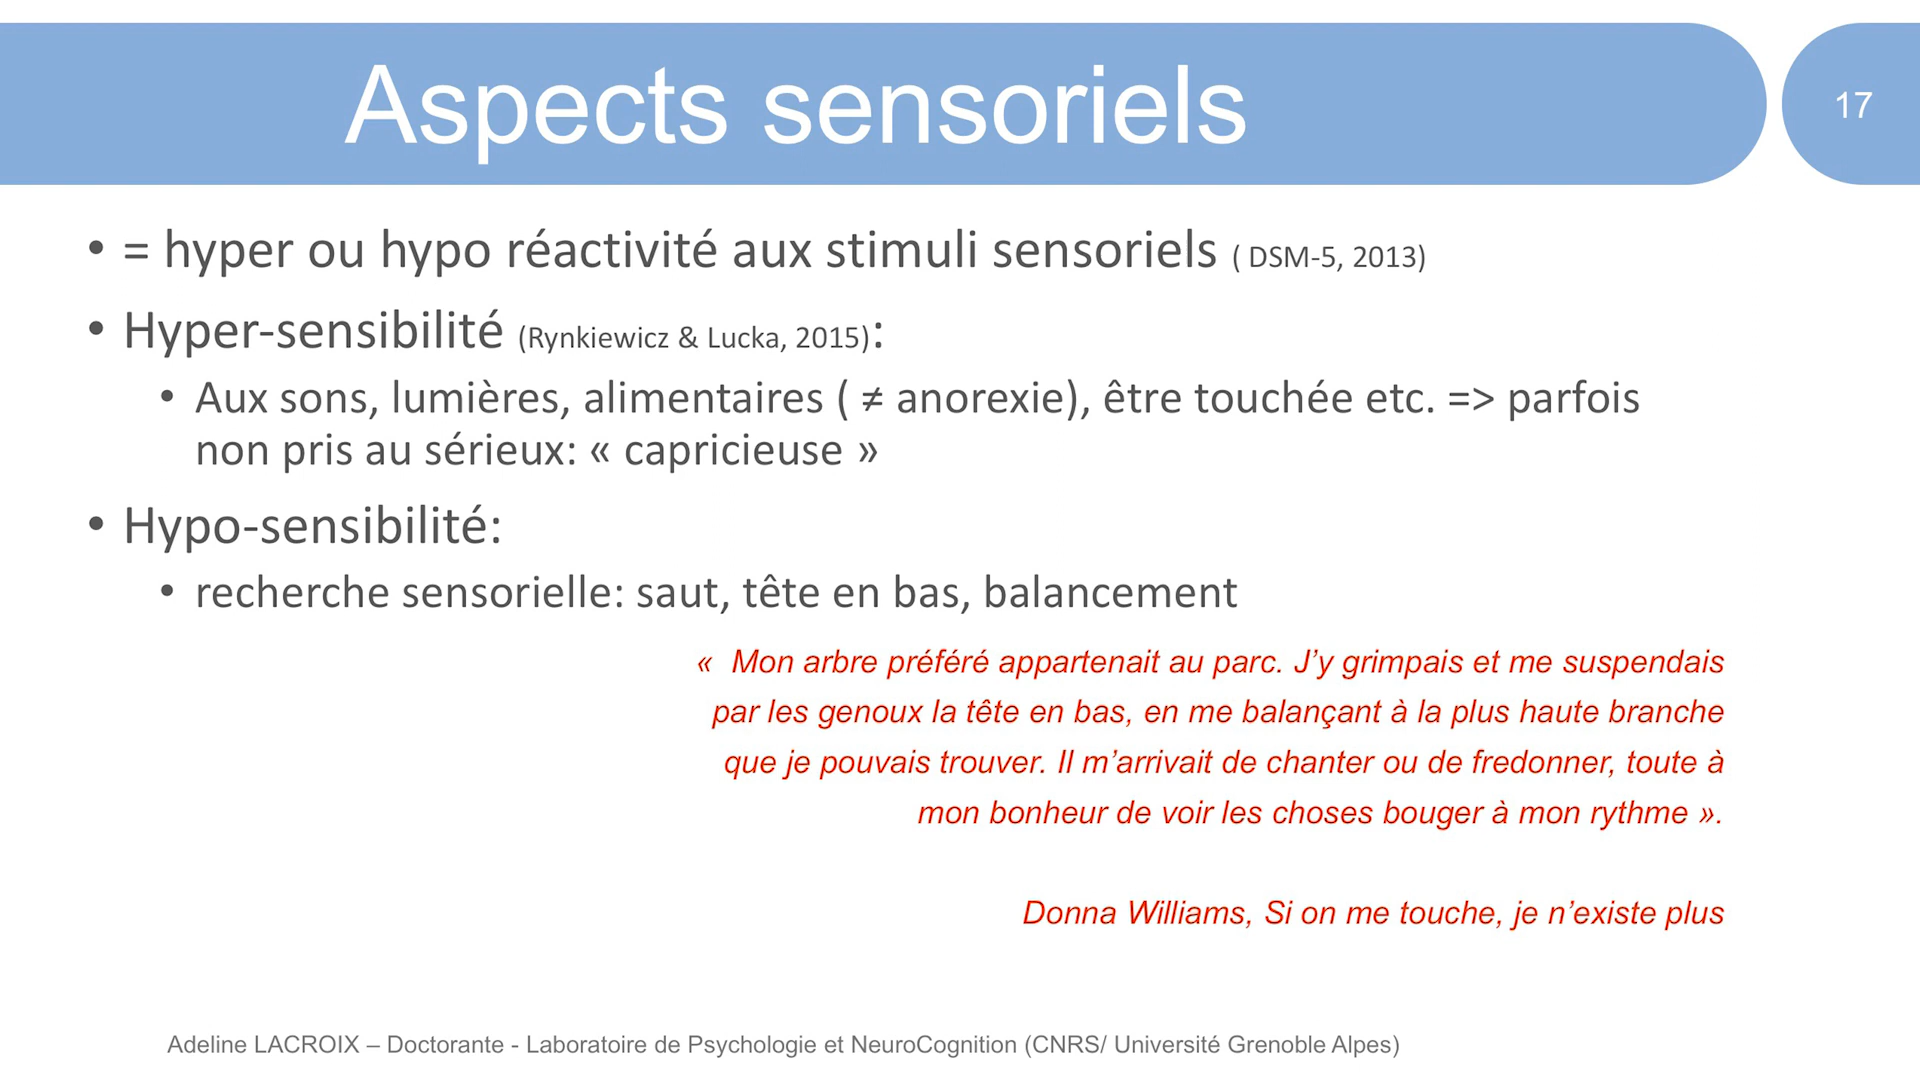 Aspects sensoriels
17
• = hyper ou hypo réactivité aux stimuli sensoriels ( DSM-5, 2013)
• Hyper-sensibilité (Rynkiewicz & Lucka, 2015):
• Aux sons, lumières, alimentaires ( ≠ anorexie), être touchée etc. => parfois
non pris au sérieux: « capricieuse »
• Hypo-sensibilité:
• recherche sensorielle: saut, tête en bas, balancement
«  Mon arbre préféré appartenait au parc. J’y grimpais et me suspendais
par les genoux la tête en bas, en me balançant à la plus haute branche
que je pouvais trouver. Il m’arrivait de chanter ou de fredonner, toute à
mon bonheur de voir les choses bouger à mon rythme ».
Donna Williams, Si on me touche, je n’existe plus
Adeline LACROIX – Doctorante - Laboratoire de Psychologie et NeuroCognition (CNRS/ Université Grenoble Alpes)